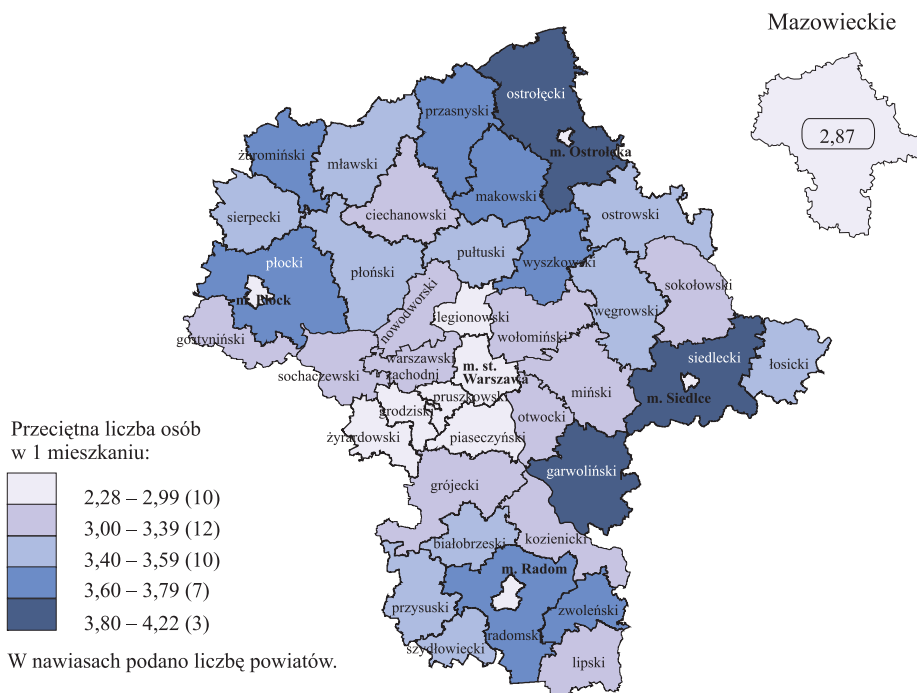 Mazowieckie
2,87
ostrołęcki
przasnyski
m. Ostrołęka
żuromiński
mławski
makowski
ciechanowski
sierpecki
ostrowski
pułtuski
płocki
płoński
wyszkowski
sokołowski
m. Płock
nowodworski
legionowski
węgrowski
gostyniński
wołomiński
sochaczewski
warszawski
zachodni
m. st.
Warszawa
siedlecki
łosicki
pruszkowski
miński
m. Siedlce
grodziski
otwocki
żyrardowski
piaseczyński
garwoliński
grójecki
kozienicki
białobrzeski
m. Radom
przysuski
zwoleński
radomski
szydłowiecki
lipski
Przeciętna liczba osób
w 1 mieszkaniu:
2,28 – 2,99 (10)
3,00 – 3,39 (12)
3,40 – 3,59 (10)
3,60 – 3,79 (7)
3,80 – 4,22 (3)
W nawiasach podano liczbę powiatów.